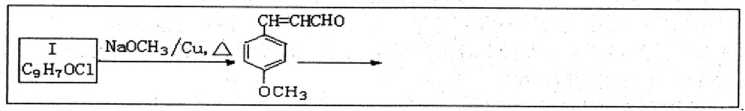 CH=CHCHO
I
C9H7OCl
NaOCH3/Cu,△
OCH3